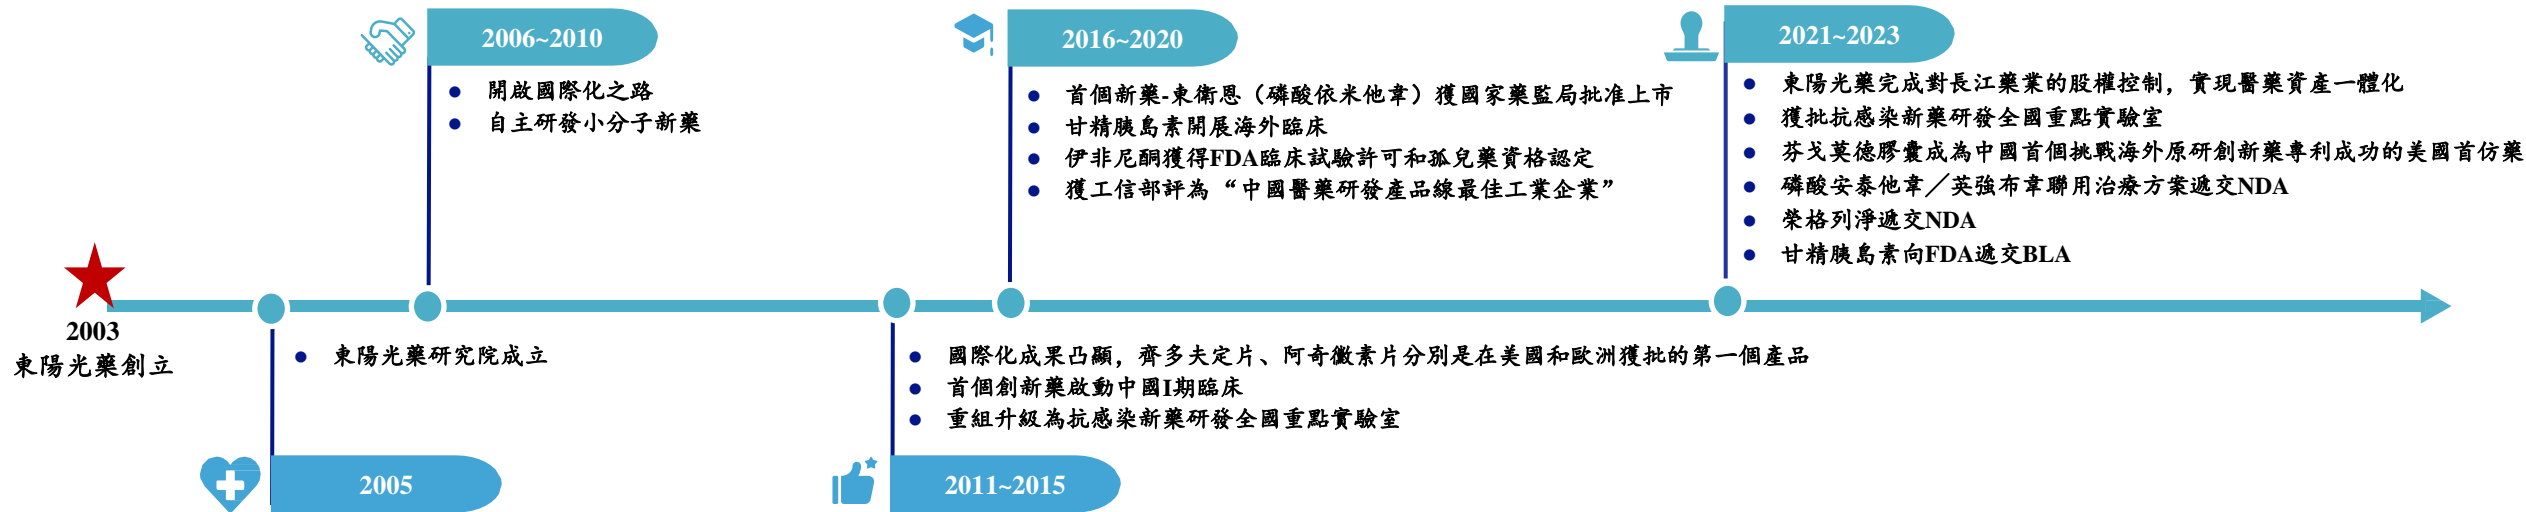 2003
東陽光藥創立
2005
東陽光藥研究院成立
2006~2010
開啟國際化之路
自主研發小分子新藥
2011~2015
國際化成果凸顯，齊多夫定片、阿奇黴素片分別是在美國和歐洲獲批的第一個產品
首個創新藥啟動中國I期臨床
重組升級為抗感染新藥研發全國重點實驗室
2016~2020
首個新藥-東衛恩（磷酸依米他韋）獲國家藥監局批准上市
甘精胰島素開展海外臨床
伊非尼酮獲得FDA臨床試驗許可和孤兒藥資格認定
獲工信部評為“中國醫藥研發產品線最佳工業企業”
2021~2023
東陽光藥完成對長江藥業的股權控制，實現醫藥資產一體化
獲批抗感染新藥研發全國重點實驗室
芬戈莫德膠囊成為中國首個挑戰海外原研創新藥專利成功的美國首仿藥
磷酸安泰他韋／英強布韋聯用治療方案遞交NDA
榮格列淨遞交NDA
甘精胰島素向FDA遞交BLA